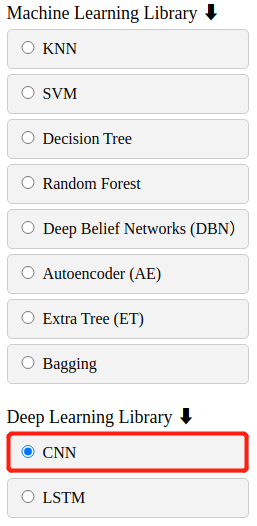 Machine Learning Library ⬇
KNN
SVM
Decision Tree
Random Forest
Deep Belief Networks (DBN）
Autoencoder (AE)
Extra Tree (ET)
Bagging
Deep Learning Library ⬇
CNN
LSTM